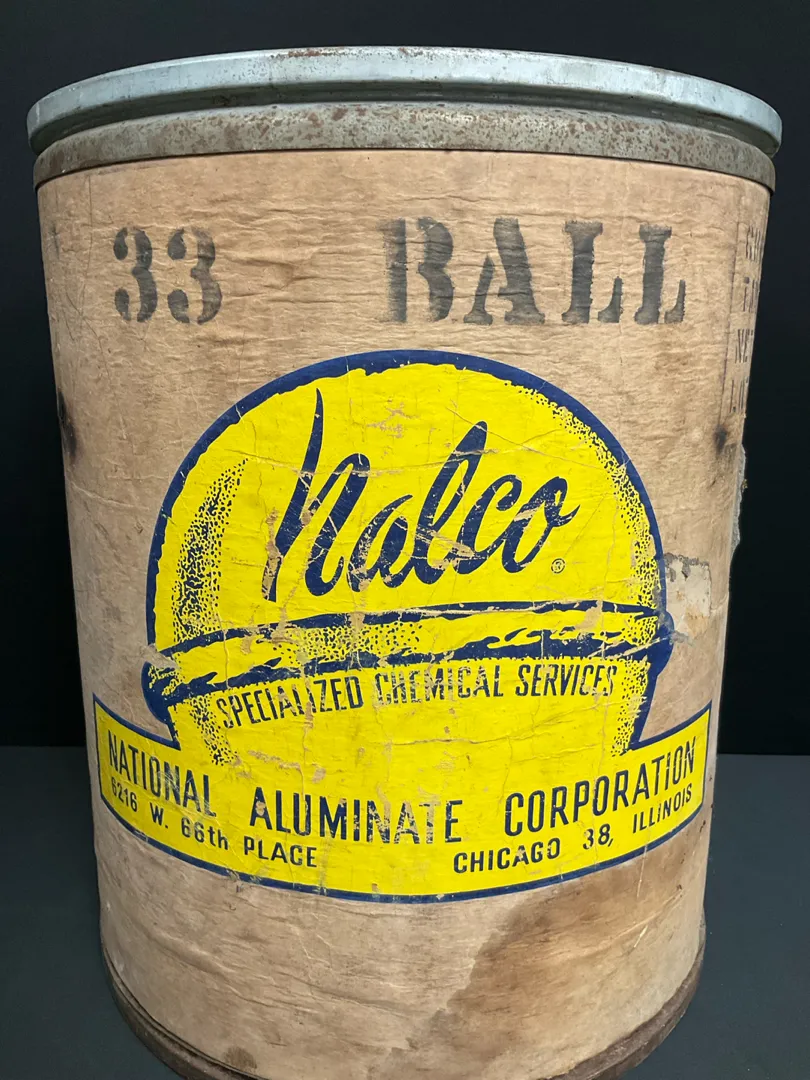 33 BALL
Nalco ®
SPECIALIZED CHEMICAL SERVICES
NATIONAL ALUMINATE CORPORATION
6216 W. 66th PLACE CHICAGO 38, ILLINOIS